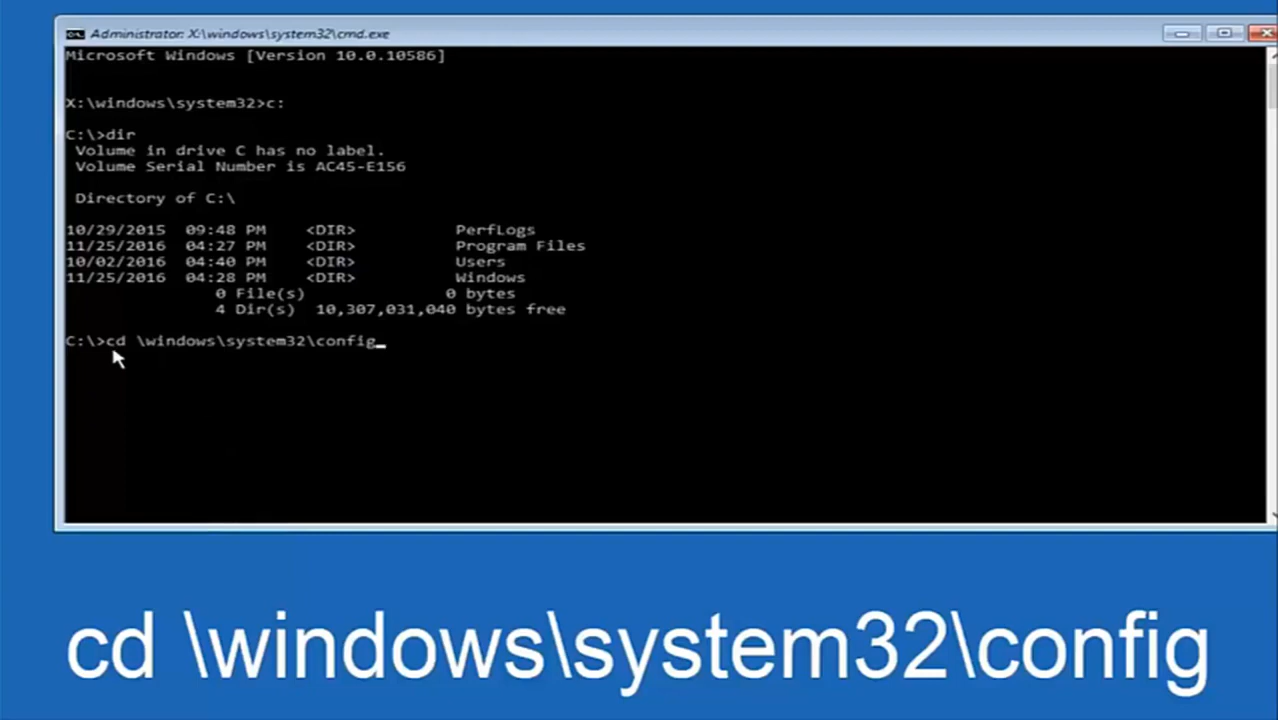 Administrator: X:\windows\system32\cmd.exe
Microsoft Windows [Version 10.0.10586]
X:\windows\system32>c:
C:\>dir
Volume in drive C has no label.
Volume Serial Number is AC45-E156
Directory of C:\
10/29/2015 09:48 PM <DIR> PerfLogs
11/25/2016 04:27 PM <DIR> Program Files
10/02/2016 04:40 PM <DIR> Users
11/25/2016 04:28 PM <DIR> Windows
0 File(s) 0 bytes
4 Dir(s) 10,307,031,040 bytes free
C:\>cd \windows\system32\config_
cd \windows\system32\config